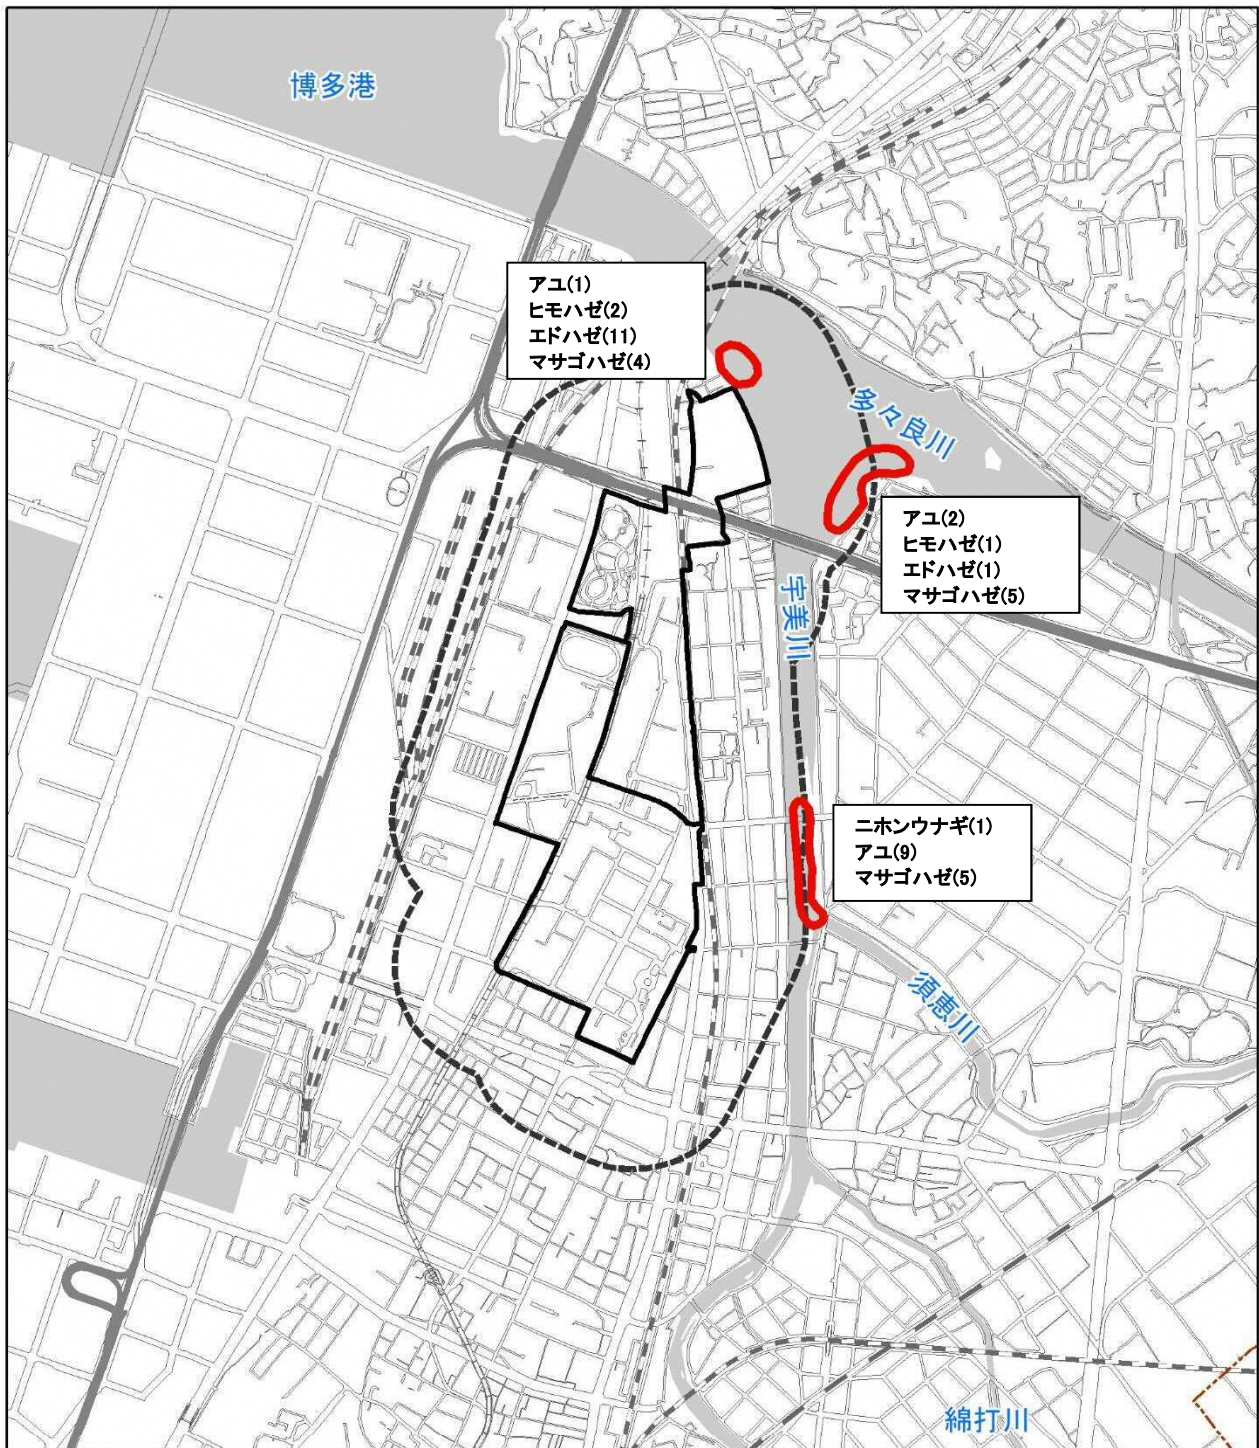 博多港
アユ(1)
ヒモハゼ(2)
エドハゼ(11)
マサゴハゼ(4)
多々良川
アユ(2)
ヒモハゼ(1)
エドハゼ(1)
マサゴハゼ(5)
宇美川
ニホンウナギ(1)
アユ(9)
マサゴハゼ(5)
須恵川
綿打川